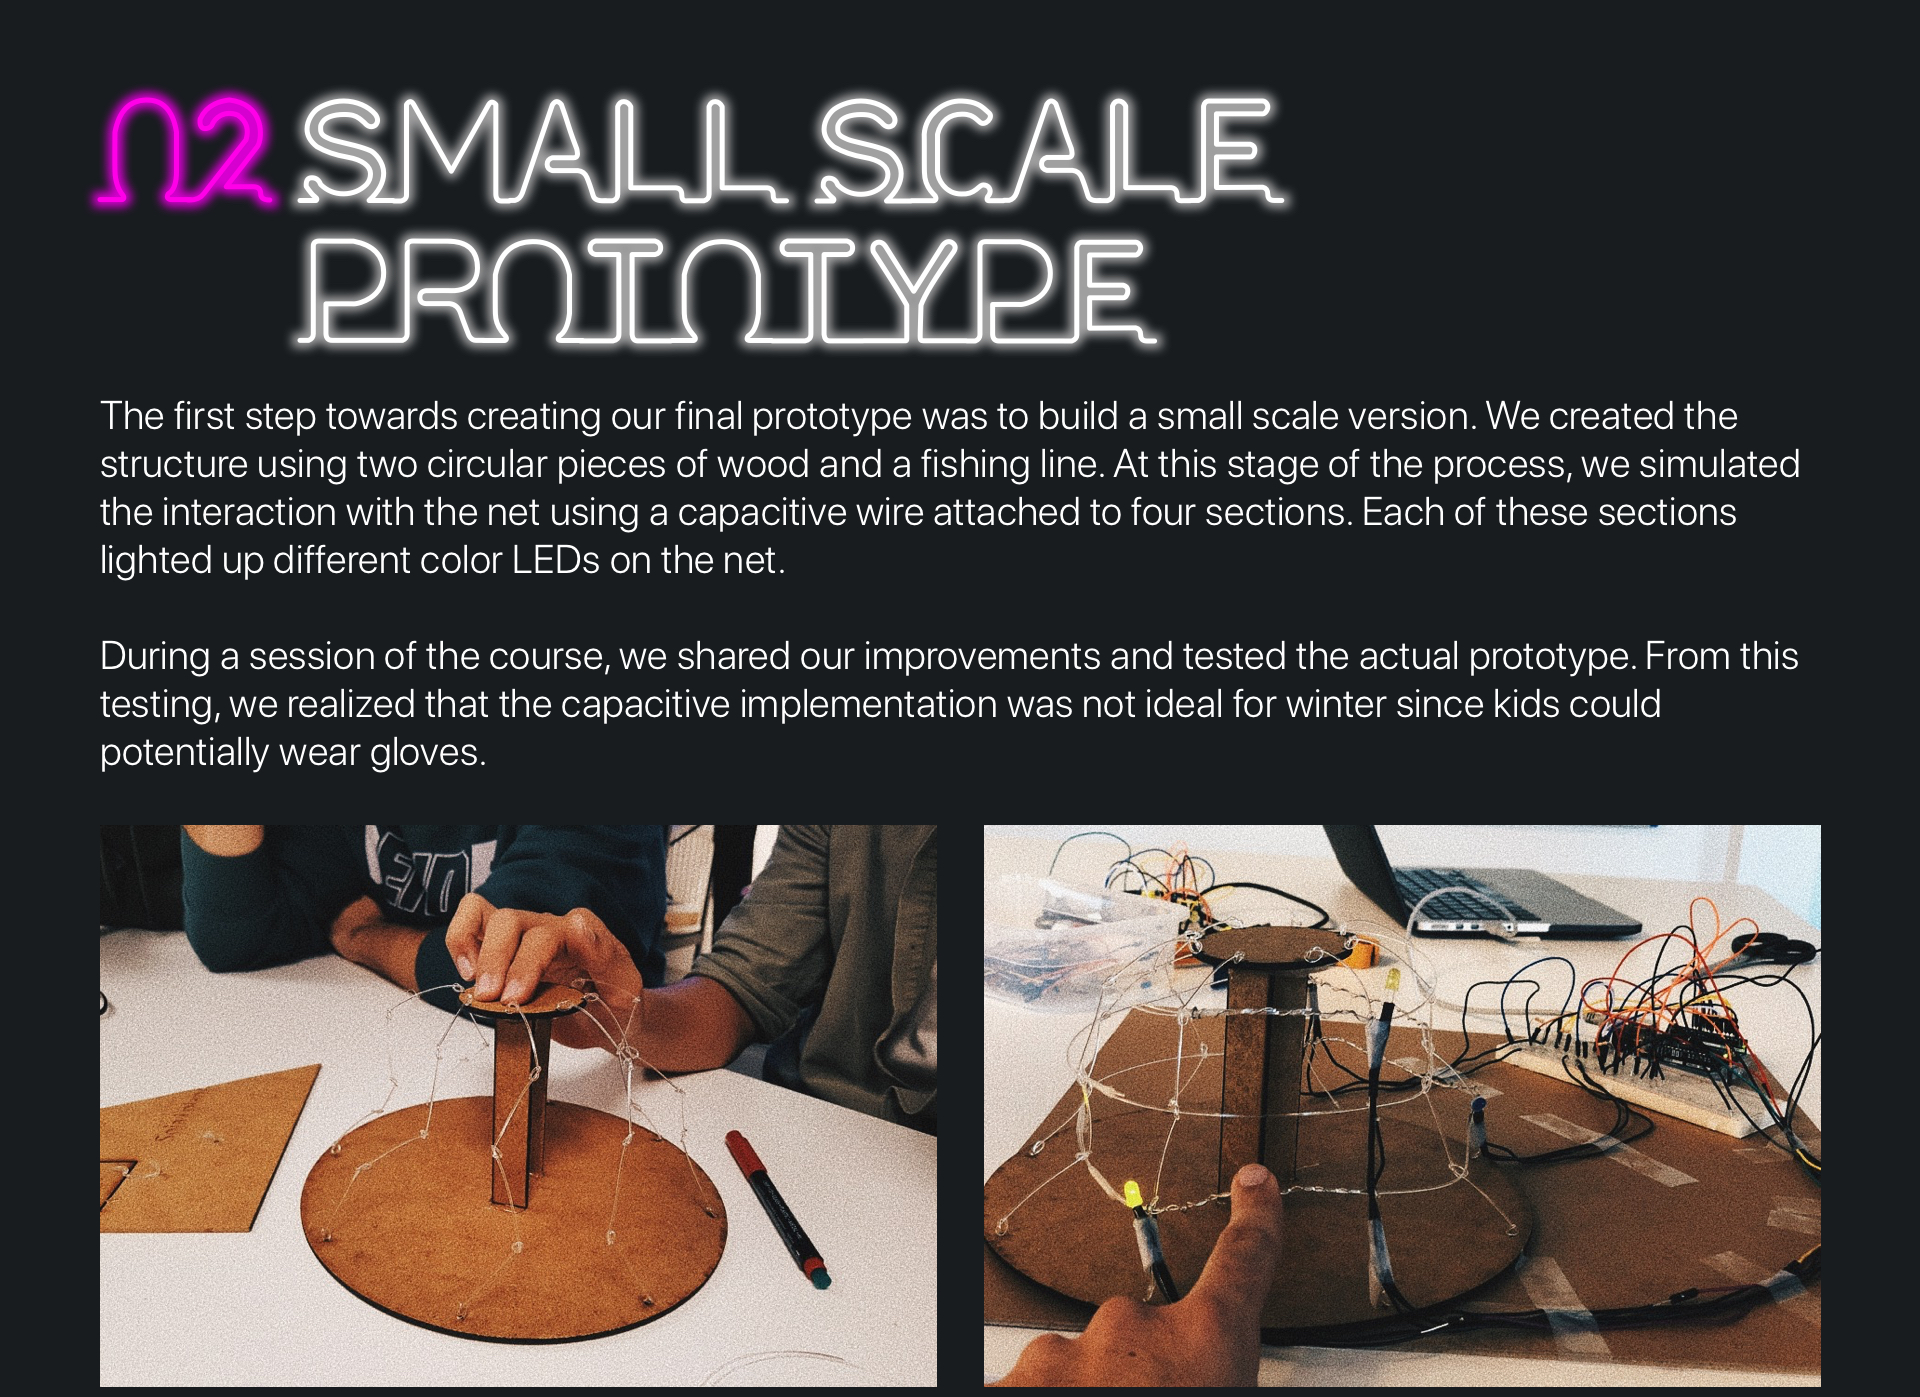 02 SMALL SCALE
PROTOTYPE
The first step towards creating our final prototype was to build a small scale version. We created the
structure using two circular pieces of wood and a fishing line. At this stage of the process, we simulated
the interaction with the net using a capacitive wire attached to four sections. Each of these sections
lighted up different color LEDs on the net.
During a session of the course, we shared our improvements and tested the actual prototype. From this
testing, we realized that the capacitive implementation was not ideal for winter since kids could
potentially wear gloves.